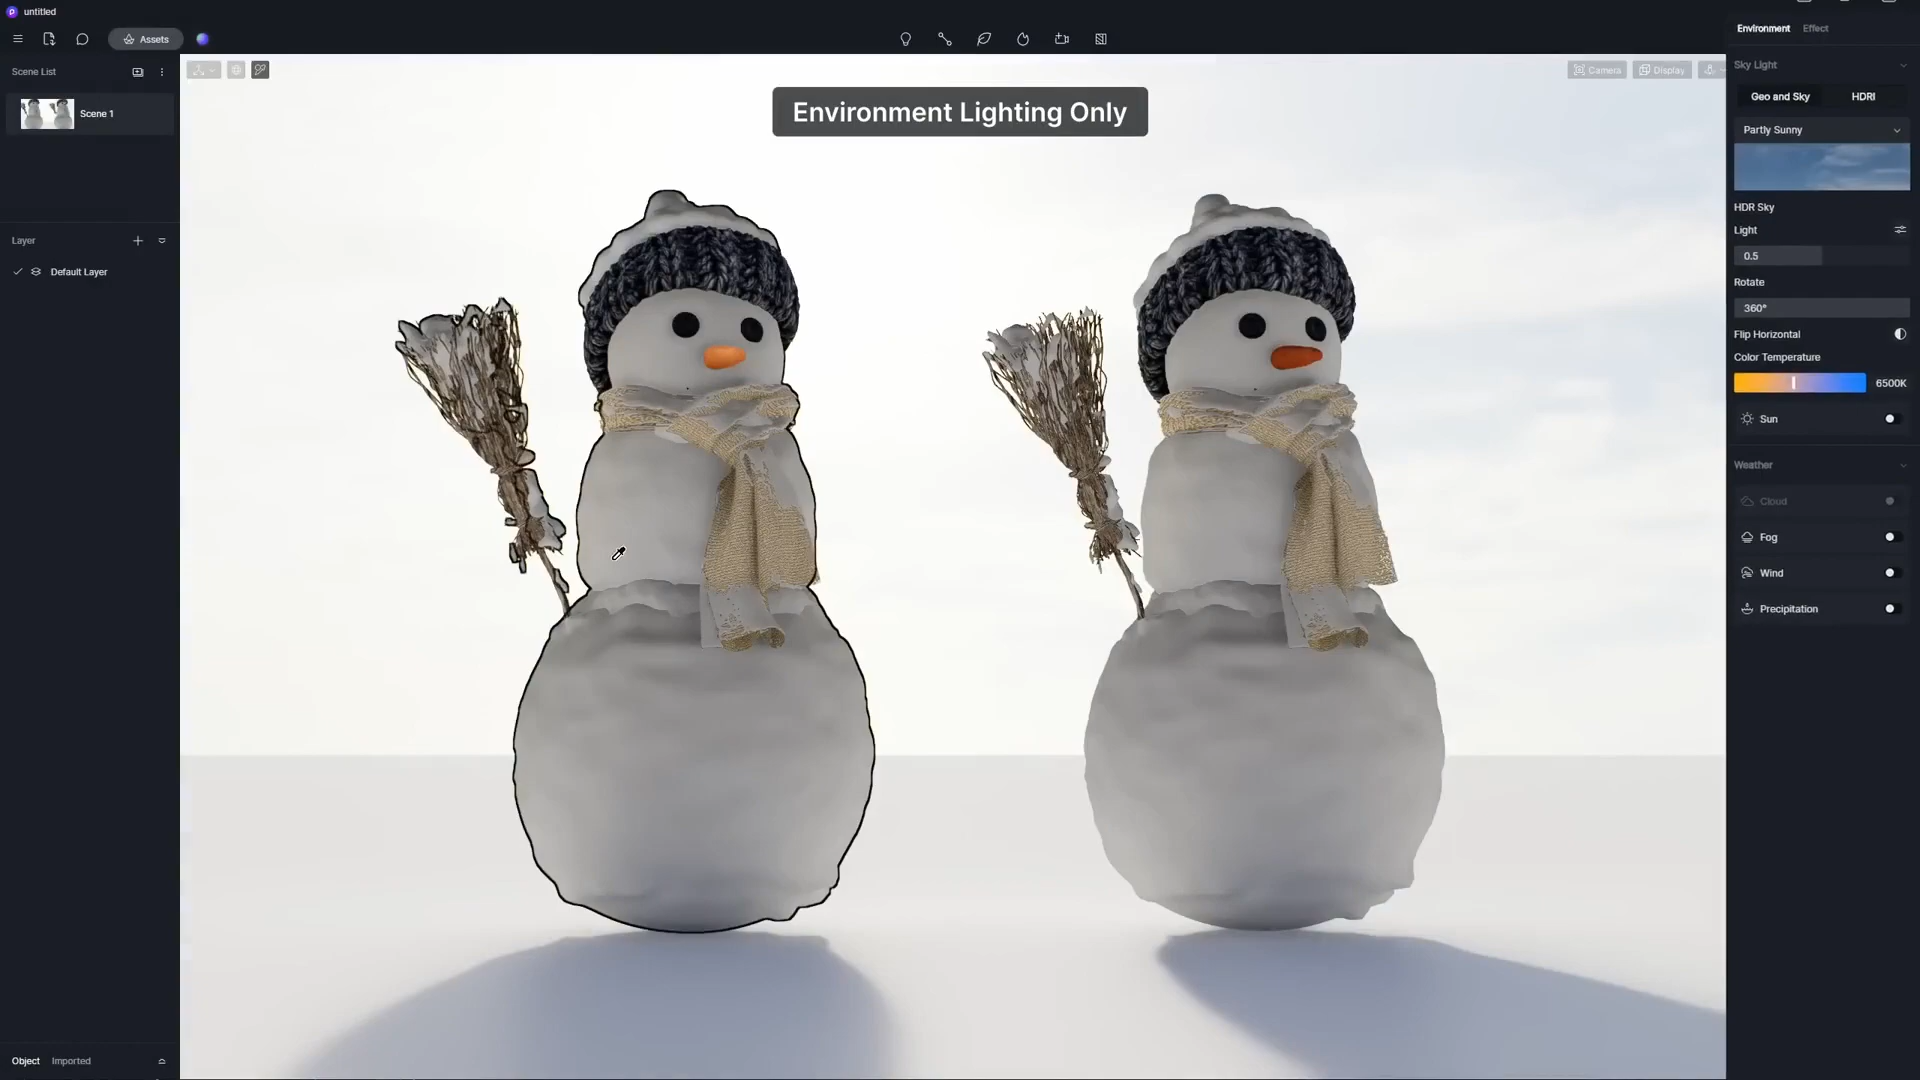 untitled
Assets
Scene List
Scene 1
Layer
Default Layer
Object Imported
Camera Display
Environment Lighting Only
Environment Effect
Sky Light
Geo and Sky HDRI
Partly Sunny
HDR Sky
Light
0.5
Rotate
360°
Flip Horizontal
Color Temperature
6500K
Sun
Weather
Cloud
Fog
Wind
Precipitation